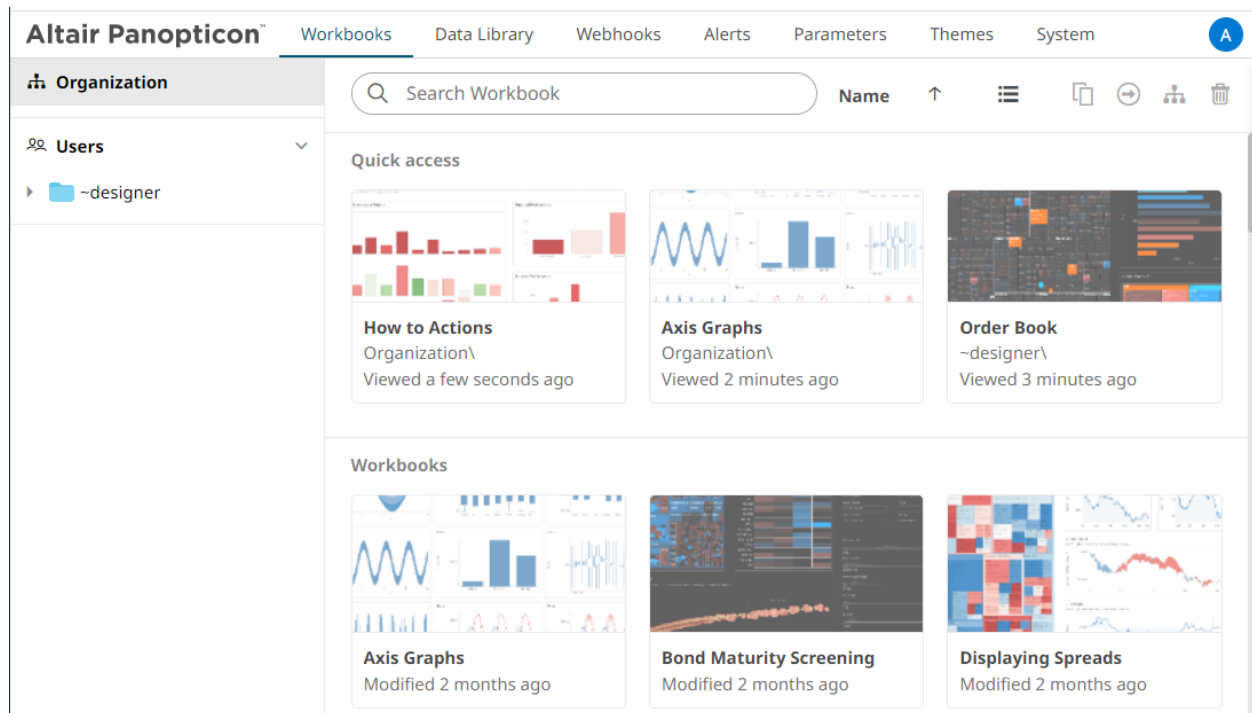 Altair Panopticon™ Workbooks Data Library Webhooks Alerts Parameters Themes System A
Organization
Search Workbook Name
Users
~designer
Quick access
How to Actions
Organization\
Viewed a few seconds ago
Axis Graphs
Organization\
Viewed 2 minutes ago
Order Book
~designer\
Viewed 3 minutes ago
Workbooks
Axis Graphs
Modified 2 months ago
Bond Maturity Screening
Modified 2 months ago
Displaying Spreads
Modified 2 months ago